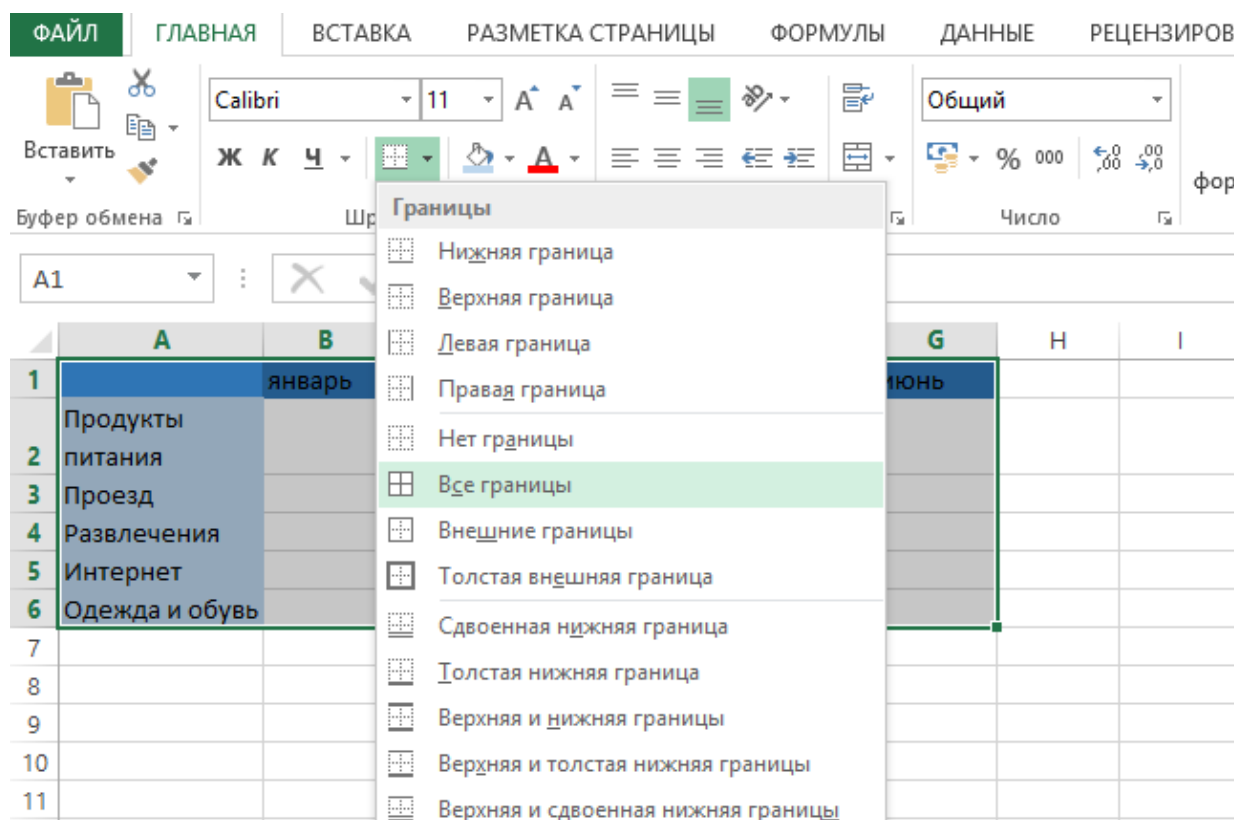 ФАЙЛ ГЛАВНАЯ ВСТАВКА РАЗМЕТКА СТРАНИЦЫ ФОРМУЛЫ ДАННЫЕ РЕЦЕНЗИРОВ
Calibri 11 Общий
Вставить Ж К Ч А % 000
фор
Буфер обмена Шр Число
Границы
A1
Нижняя граница
Верхняя граница
Левая граница
Правая граница
Нет границы
Все границы
Внешние границы
Толстая внешняя граница
Сдвоенная нижняя граница
Толстая нижняя граница
Верхняя и нижняя границы
Верхняя и толстая нижняя границы
Верхняя и сдвоенная нижняя границы
A B G H I
1 январь июнь
Продукты
2 питания
3 Проезд
4 Развлечения
5 Интернет
6 Одежда и обувь
7
8
9
10
11